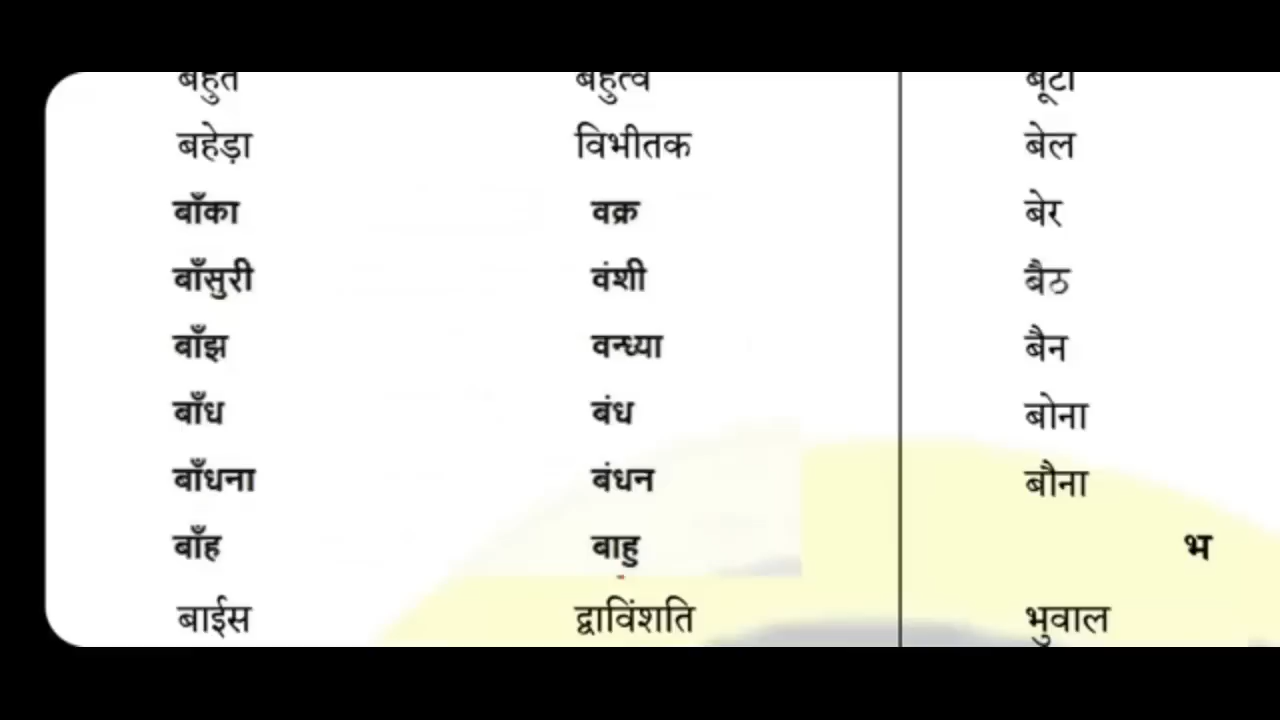 बहुत बहुत्व
बहेड़ा विभीतक
बाँका वक्र
बाँसुरी वंशी
बाँझ वन्ध्या
बाँध बंध
बाँधना बंधन
बाँह बाहु
बाईस द्वाविंशति
बूटा
बेल
बेर
बैठ
बैन
बोना
बौना
भ
भुवाल